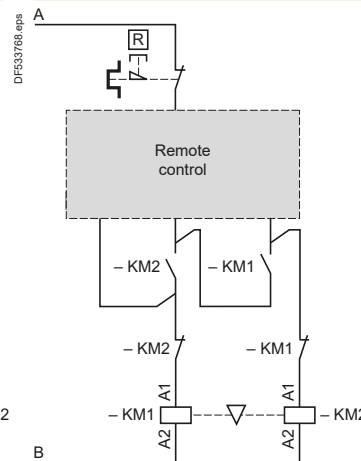 DF533768.eps
A
R
Remote
control
– KM2
– KM1
– KM2
– KM1
A1
A1
2
– KM1
– KM2
A2
A2
B